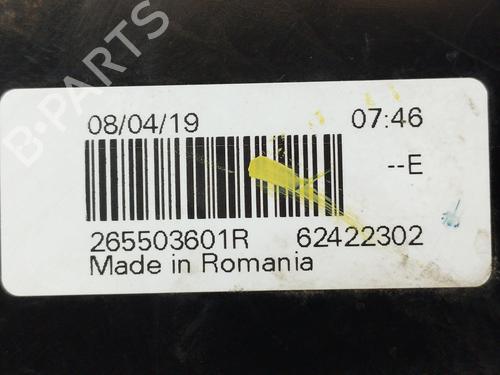 B-PARTS
08/04/19 07:46
--E
265503601R 62422302
Made in Romania